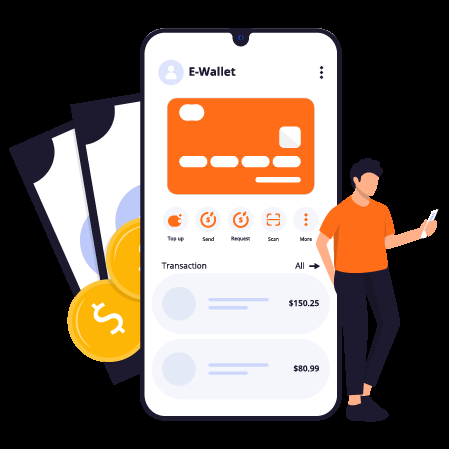 E-Wallet
Top up Send Request Scan More
Transaction All
$150.25
$80.99
$